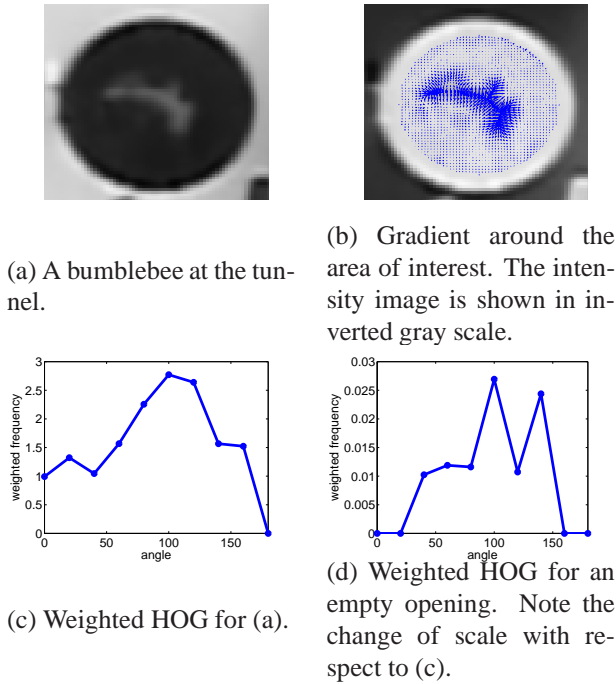 (a) A bumblebee at the tun-
nel.
(b) Gradient around the
area of interest. The inten-
sity image is shown in in-
verted gray scale.
3
2.5
2
1.5
1
0.5
0
weighted frequency
0 50 100 150
angle
(c) Weighted HOG for (a).
0.03
0.025
0.02
0.015
0.01
0.005
0
weighted frequency
0 50 100 150
angle
(d) Weighted HOG for an
empty opening. Note the
change of scale with re-
spect to (c).